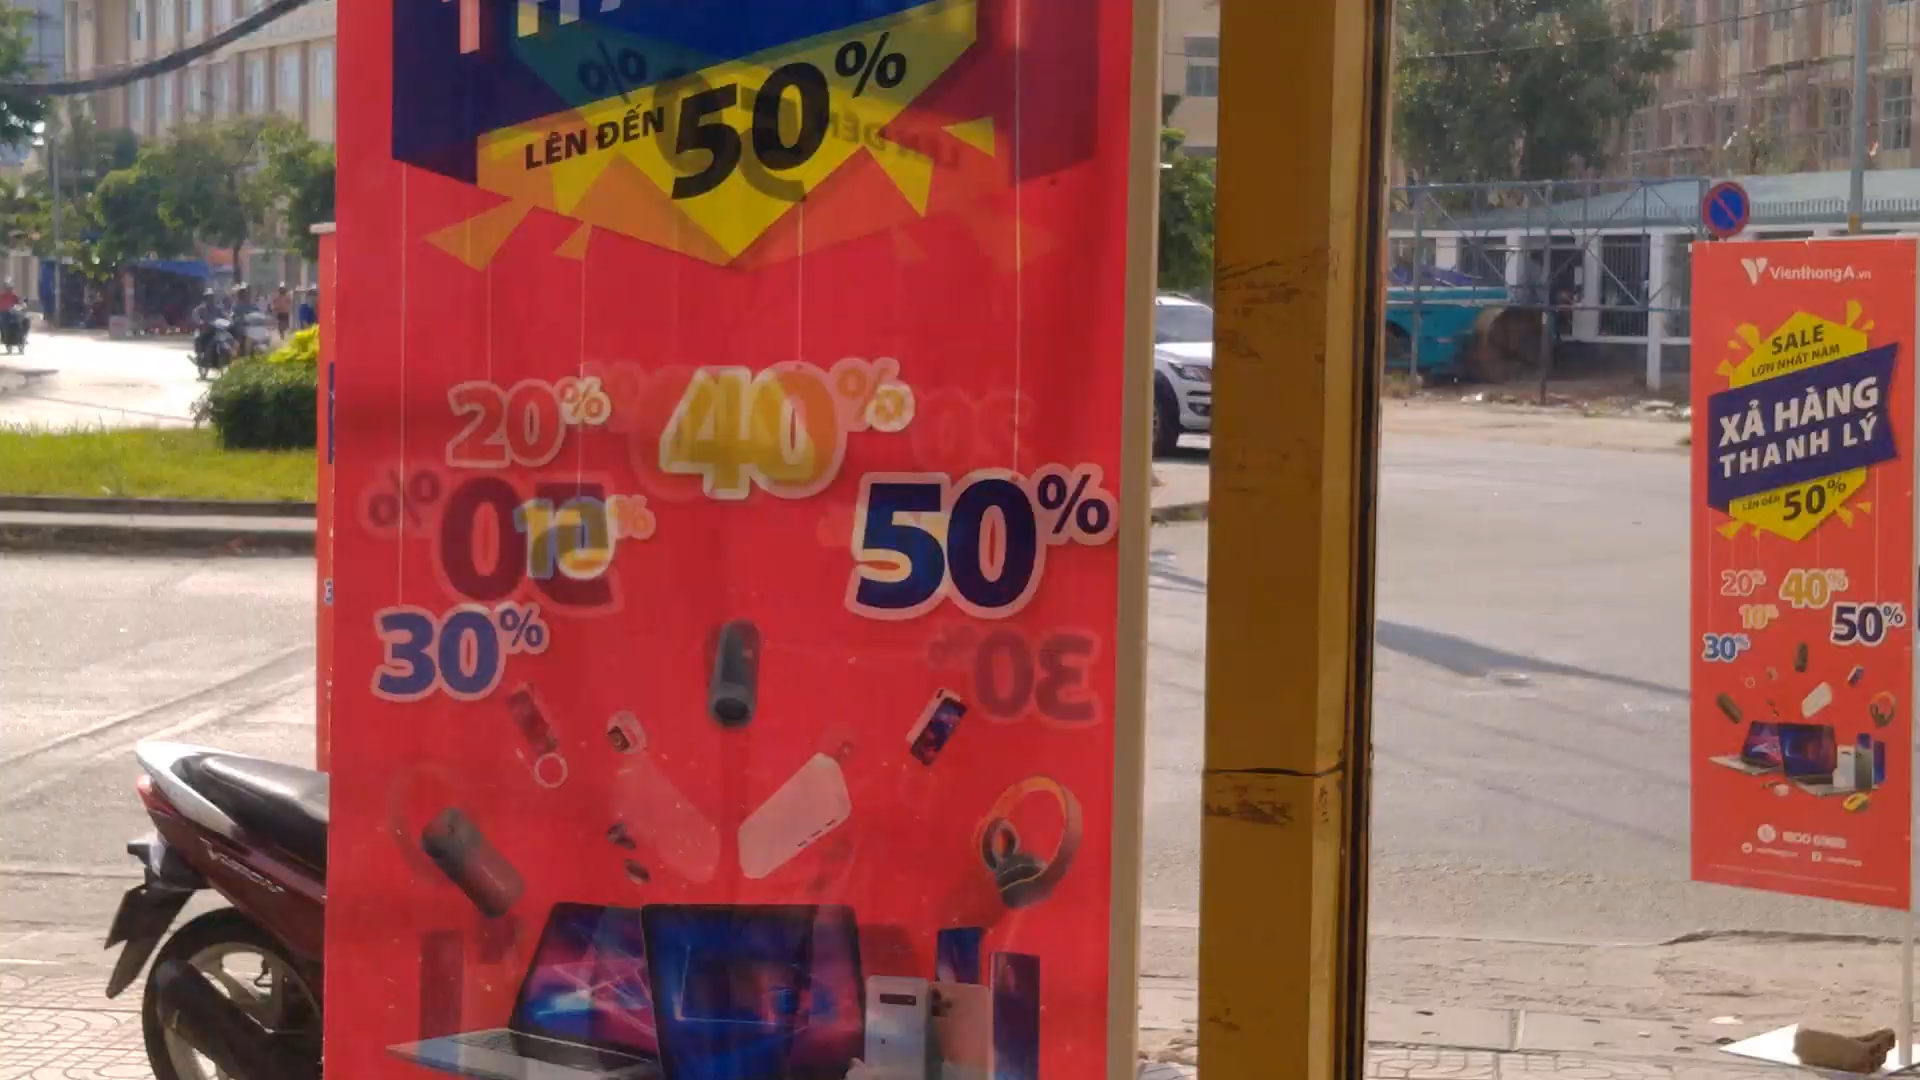 LÊN ĐẾN 50%
20% 40%
10% 50%
30%
VienthongA.vn
SALE
LỚN NHẤT NĂM
XẢ HÀNG
THANH LÝ
LÊN ĐẾN 50%
20% 40%
10% 50%
30%